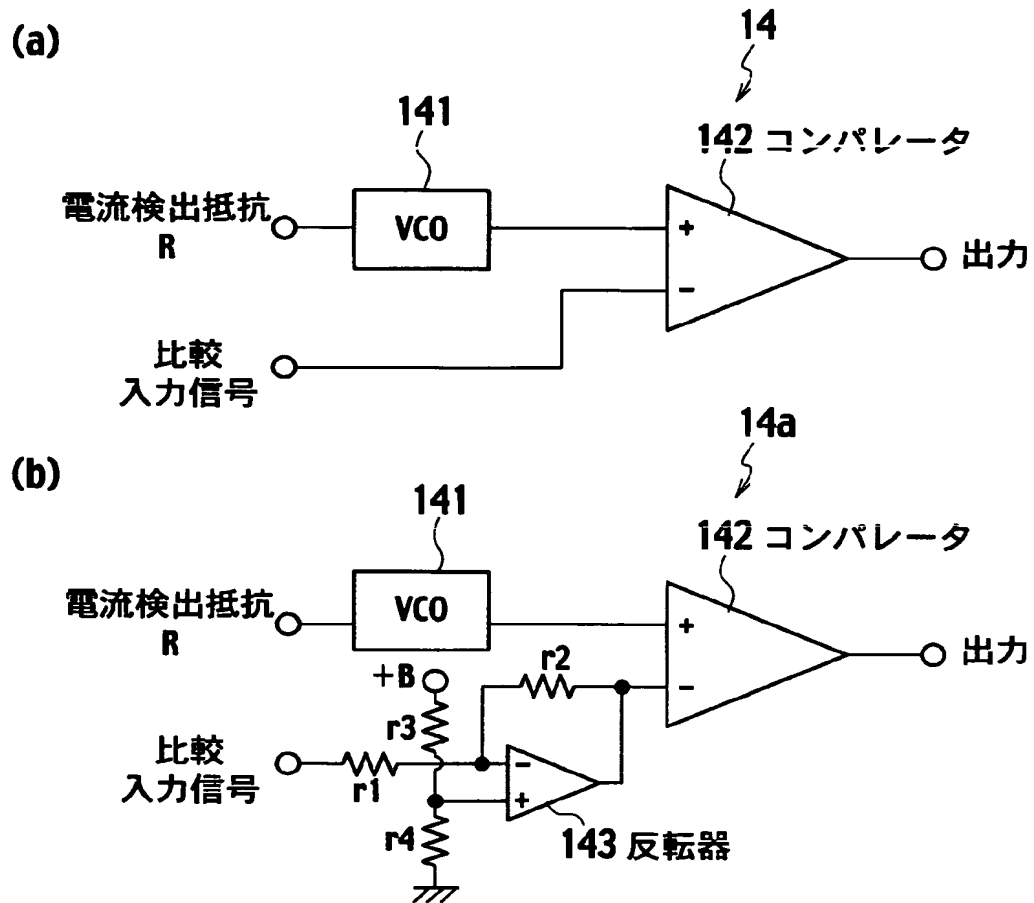 (a)
14
141
142 コンパレータ
電流検出抵抗
R
VCO
+
-
出力
比較
入力信号
(b)
14a
141
142 コンパレータ
電流検出抵抗
R
VCO
+
-
出力
+B
r2
r3
比較
入力信号
r1
-
+
r4
143 反転器